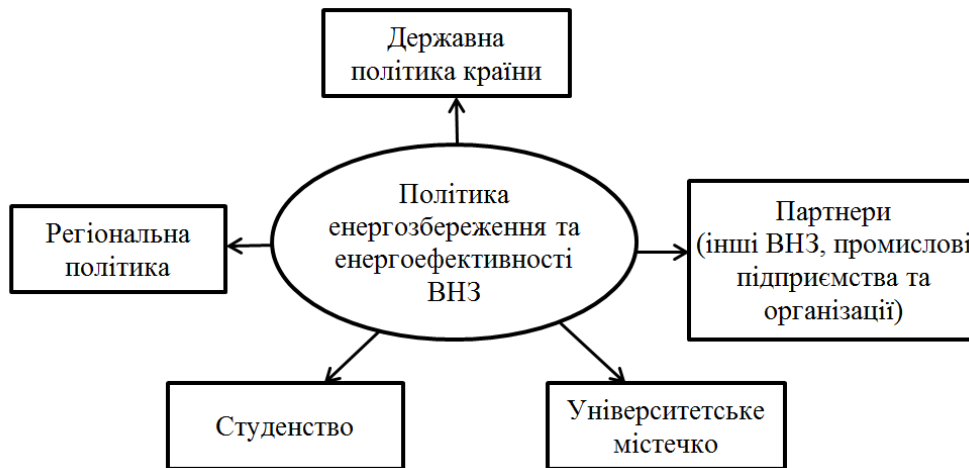 Державна
політика країни
Політика
енергозбереження та
енергоефективності
ВНЗ
Регіональна
політика
Партнери
(інші ВНЗ, промислові
підприємства та
організації)
Студенство
Університетське
містечко